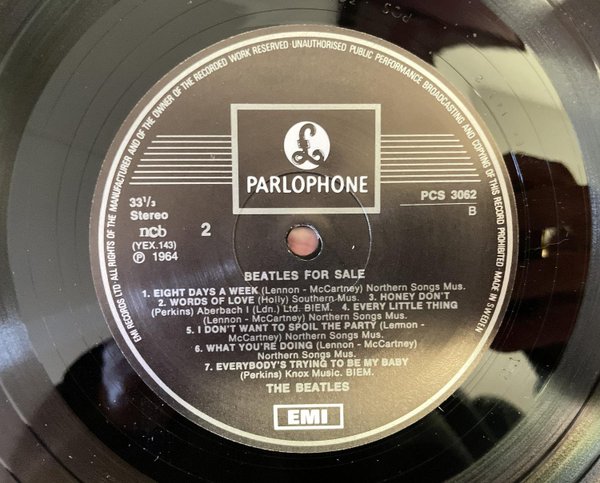 EMI RECORDS LTD ALL RIGHTS OF THE MANUFACTURER AND OF THE OWNER OF THE RECORDED WORK RESERVED UNAUTHORISED PUBLIC PERFORMANCE BROADCASTING AND COPYING OF THIS RECORD PROHIBITED MADE IN SWEDEN
£
PARLOPHONE
33 1/3
Stereo
ncb
(YEX.143)
℗ 1964
2
PCS 3062
B
BEATLES FOR SALE
1. EIGHT DAYS A WEEK (Lennon - McCartney) Northern Songs Mus.
2. WORDS OF LOVE (Holly) Southern Mus. 3. HONEY DON'T
(Perkins) Aberbach I (Ldn.) Ltd. BIEM. 4. EVERY LITTLE THING
(Lennon - McCartney) Northern Songs Mus.
5. I DON'T WANT TO SPOIL THE PARTY (Lermon -
McCartney) Northern Songs Mus.
6. WHAT YOU'RE DOING (Lennon - McCartney)
Northern Songs Mus.
7. EVERYBODY'S TRYING TO BE MY BABY
(Perkins) Knox Music. BIEM.
THE BEATLES
EMI